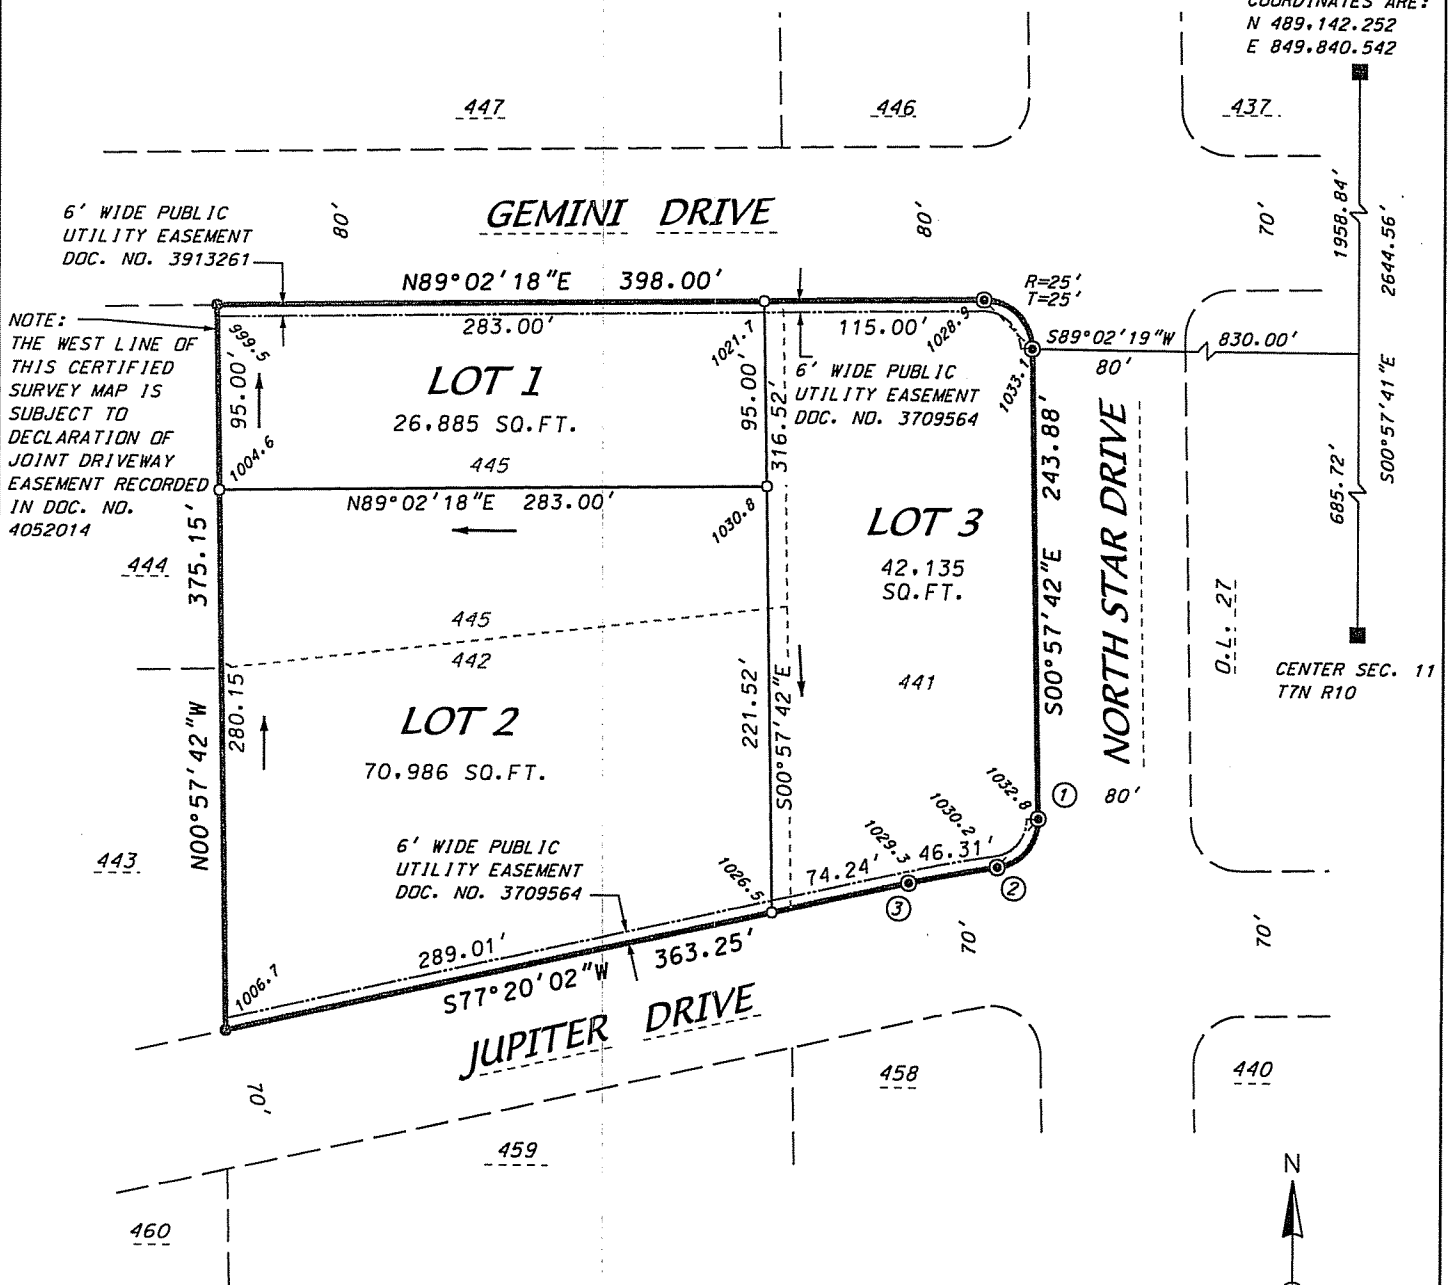 COORDINATES ARE:
N 489,142.252
E 849,840.542
447
446
437
6' WIDE PUBLIC
UTILITY EASEMENT
DOC. NO. 3913261
80'
GEMINI DRIVE
80'
70'
1958.84'
2644.56'
N89°02'18"E 398.00'
R=25'
T=25'
NOTE:
THE WEST LINE OF
THIS CERTIFIED
SURVEY MAP IS
SUBJECT TO
DECLARATION OF
JOINT DRIVEWAY
EASEMENT RECORDED
IN DOC. NO.
4052014
283.00'
115.00'
999.5
1021.7
1028.9
1033.1
S89°02'19"W 830.00'
80'
95.00'
LOT 1
26,885 SQ.FT.
445
95.00'
316.52'
6' WIDE PUBLIC
UTILITY EASEMENT
DOC. NO. 3709564
243.88'
S00°57'41"E
685.72'
1004.6
N89°02'18"E 283.00'
1030.8
LOT 3
42,135
SQ.FT.
NORTH STAR DRIVE
444
375.15'
445
442
S00°57'42"E
O.L. 27
CENTER SEC. 11
T7N R10
441
280.15'
LOT 2
70,986 SQ.FT.
221.52'
S00°57'42"E
N00°57'42"W
1032.8
1
80'
443
6' WIDE PUBLIC
UTILITY EASEMENT
DOC. NO. 3709564
1026.5
1029.3
1030.2
74.24'
46.31'
2
3
70'
70'
289.01'
363.25'
1006.7
S77°20'02"W
JUPITER DRIVE
70'
458
440
459
460
N